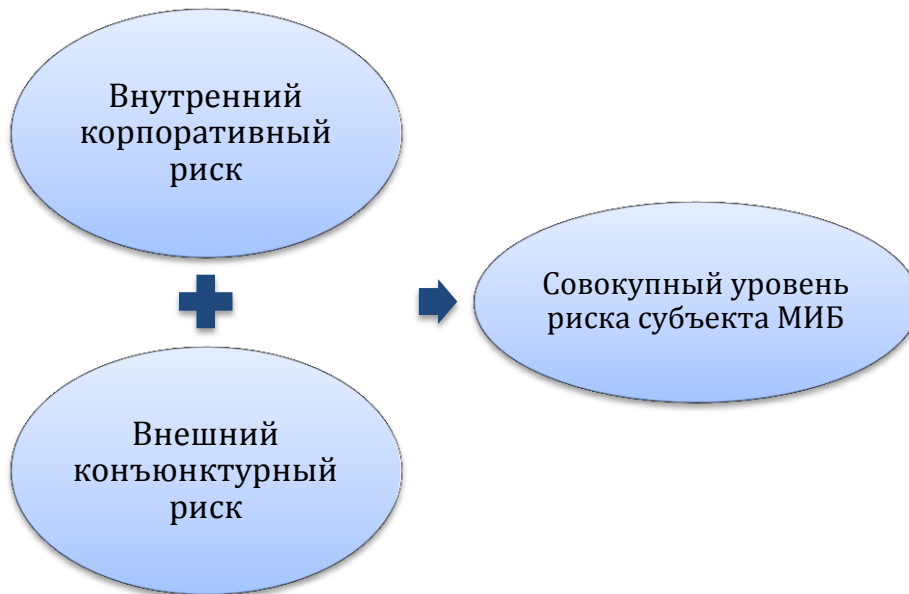 Внутренний
корпоративный
риск
Совокупный уровень
риска субъекта МИБ
Внешний
конъюнктурный
риск